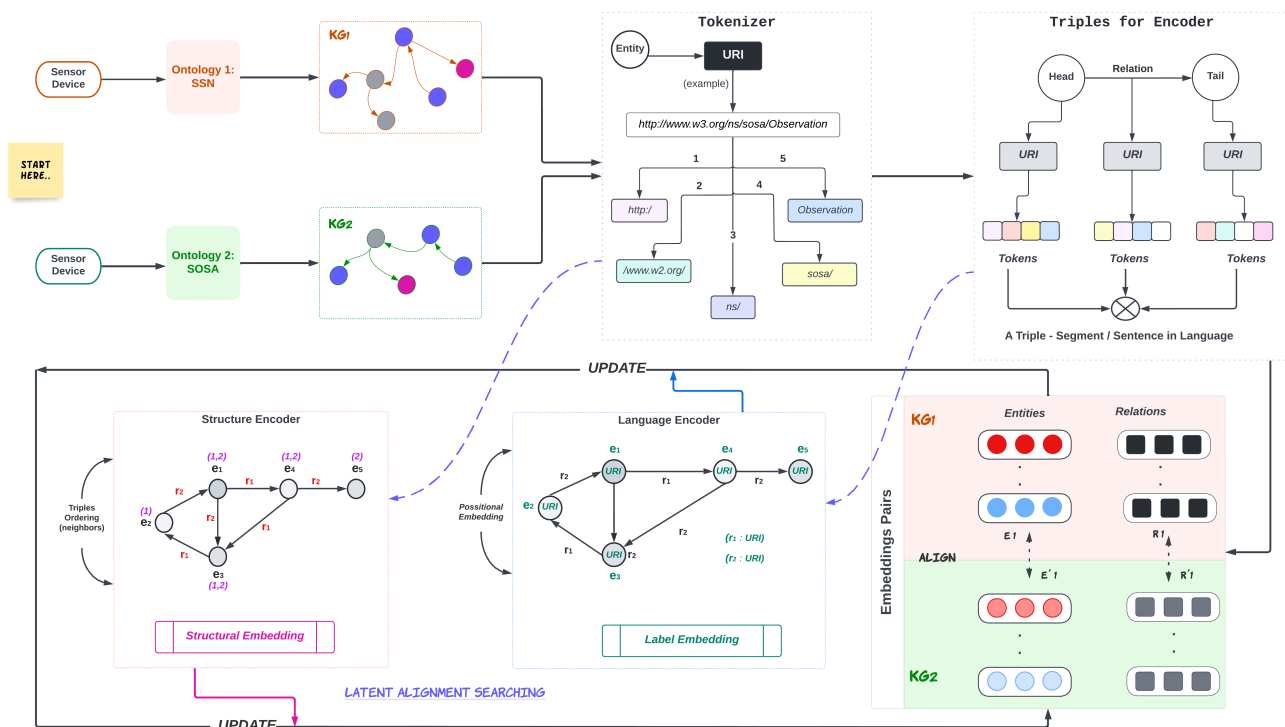 START
HERE..
Sensor
Device
Ontology 1:
SSN
KG1
Sensor
Device
Ontology 2:
SOSA
KG2
Tokenizer
Entity
URI
(example)
http://www.w3.org/ns/sosa/Observation
1
5
2
4
3
http:/
Observation
/www.w2.org/
sosa/
ns/
Triples for Encoder
Head
Relation
Tail
URI
URI
URI
Tokens
Tokens
Tokens
A Triple - Segment / Sentence in Language
UPDATE
Structure Encoder
Triples
Ordering
(neighbors)
(1,2)
(1,2)
(2)
e1
e4
e5
r2
r1
r2
(1)
e2
r2
r1
r1
e3
(1,2)
Structural Embedding
Language Encoder
Possitional
Embedding
e1
e4
e5
URI
URI
URI
r2
r1
r2
e2
URI
r1
URI
r2
r2
e3
(r1 : URI)
(r2 : URI)
Label Embedding
Embeddings Pairs
KG1
Entities
Relations
E1
R1
ALIGN
E'1
R'1
KG2
LATENT ALIGNMENT SEARCHING
UPDATE